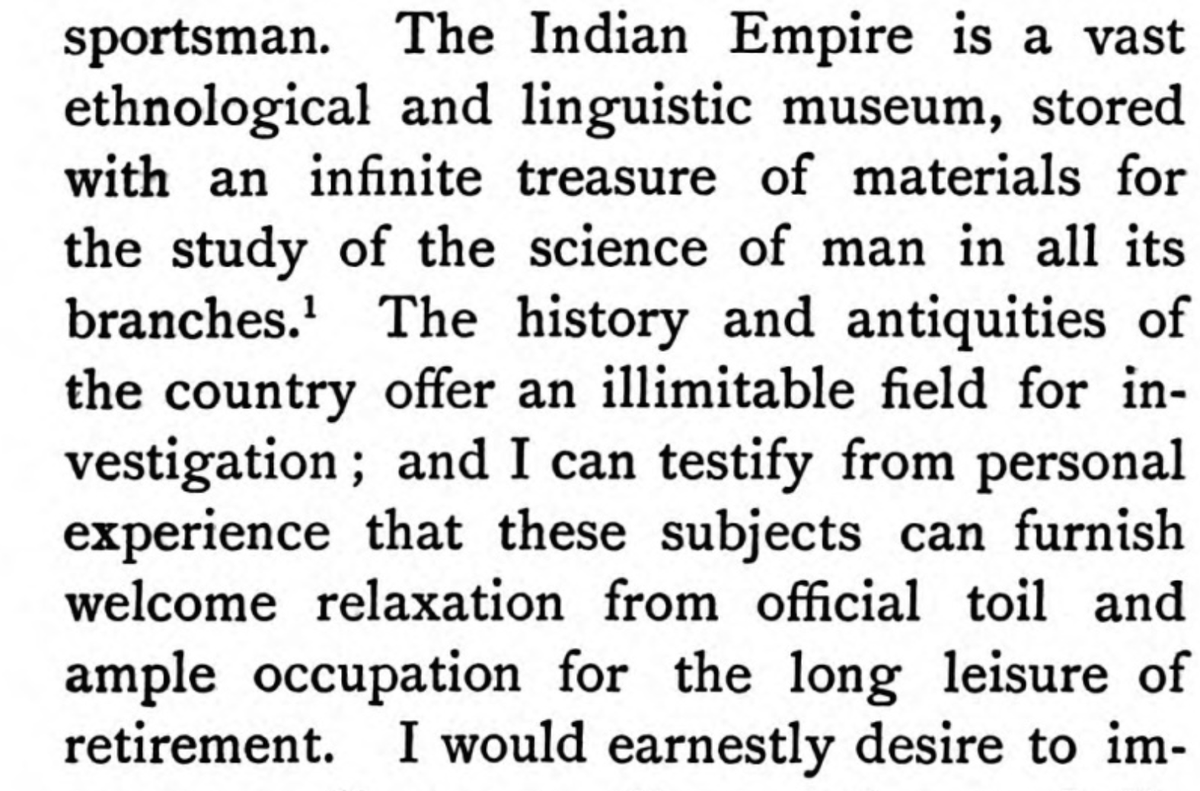 sportsman. The Indian Empire is a vast
ethnological and linguistic museum, stored
with an infinite treasure of materials for
the study of the science of man in all its
branches.¹ The history and antiquities of
the country offer an illimitable field for in-
vestigation ; and I can testify from personal
experience that these subjects can furnish
welcome relaxation from official toil and
ample occupation for the long leisure of
retirement. I would earnestly desire to im-